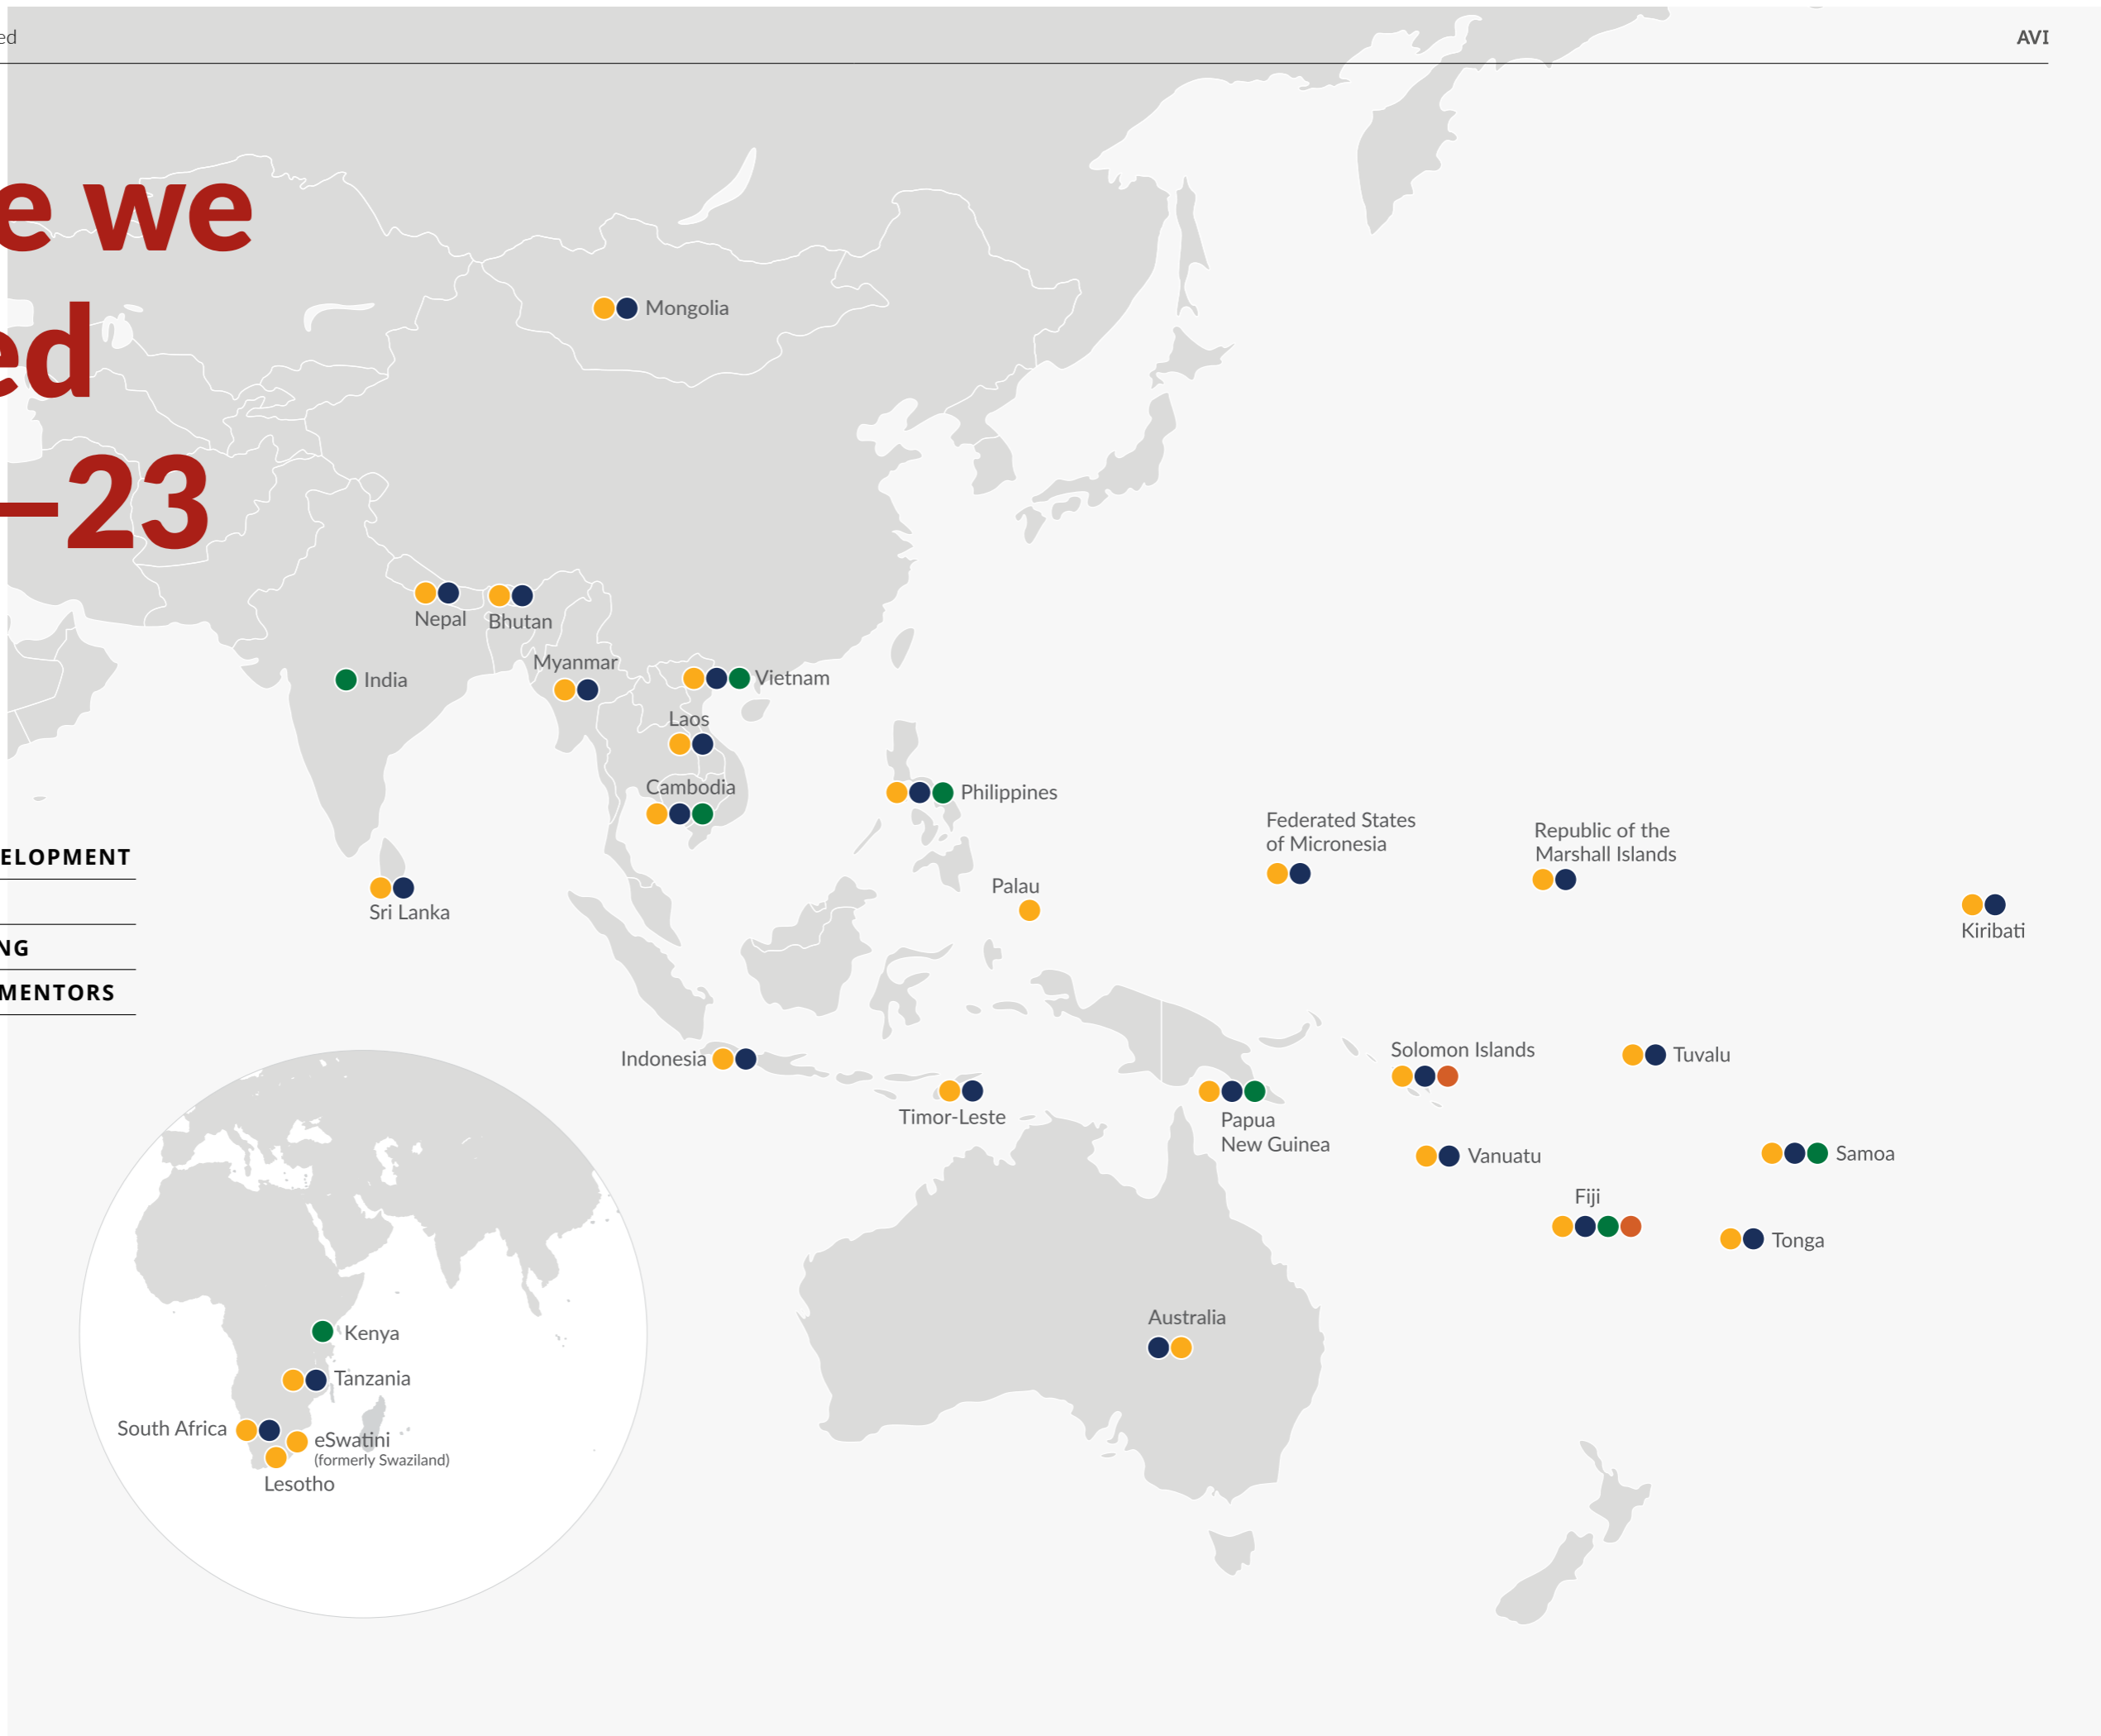 ed
AVI
e we
ed
–23
Mongolia
Nepal
Bhutan
Myanmar
India
Vietnam
Laos
Cambodia
Philippines
Federated States
of Micronesia
Republic of the
Marshall Islands
ELOPMENT
Palau
Sri Lanka
Kiribati
NG
MENTORS
Indonesia
Solomon Islands
Tuvalu
Timor-Leste
Papua
New Guinea
Vanuatu
Samoa
Fiji
Tonga
Australia
Kenya
Tanzania
South Africa
eSwatini
(formerly Swaziland)
Lesotho